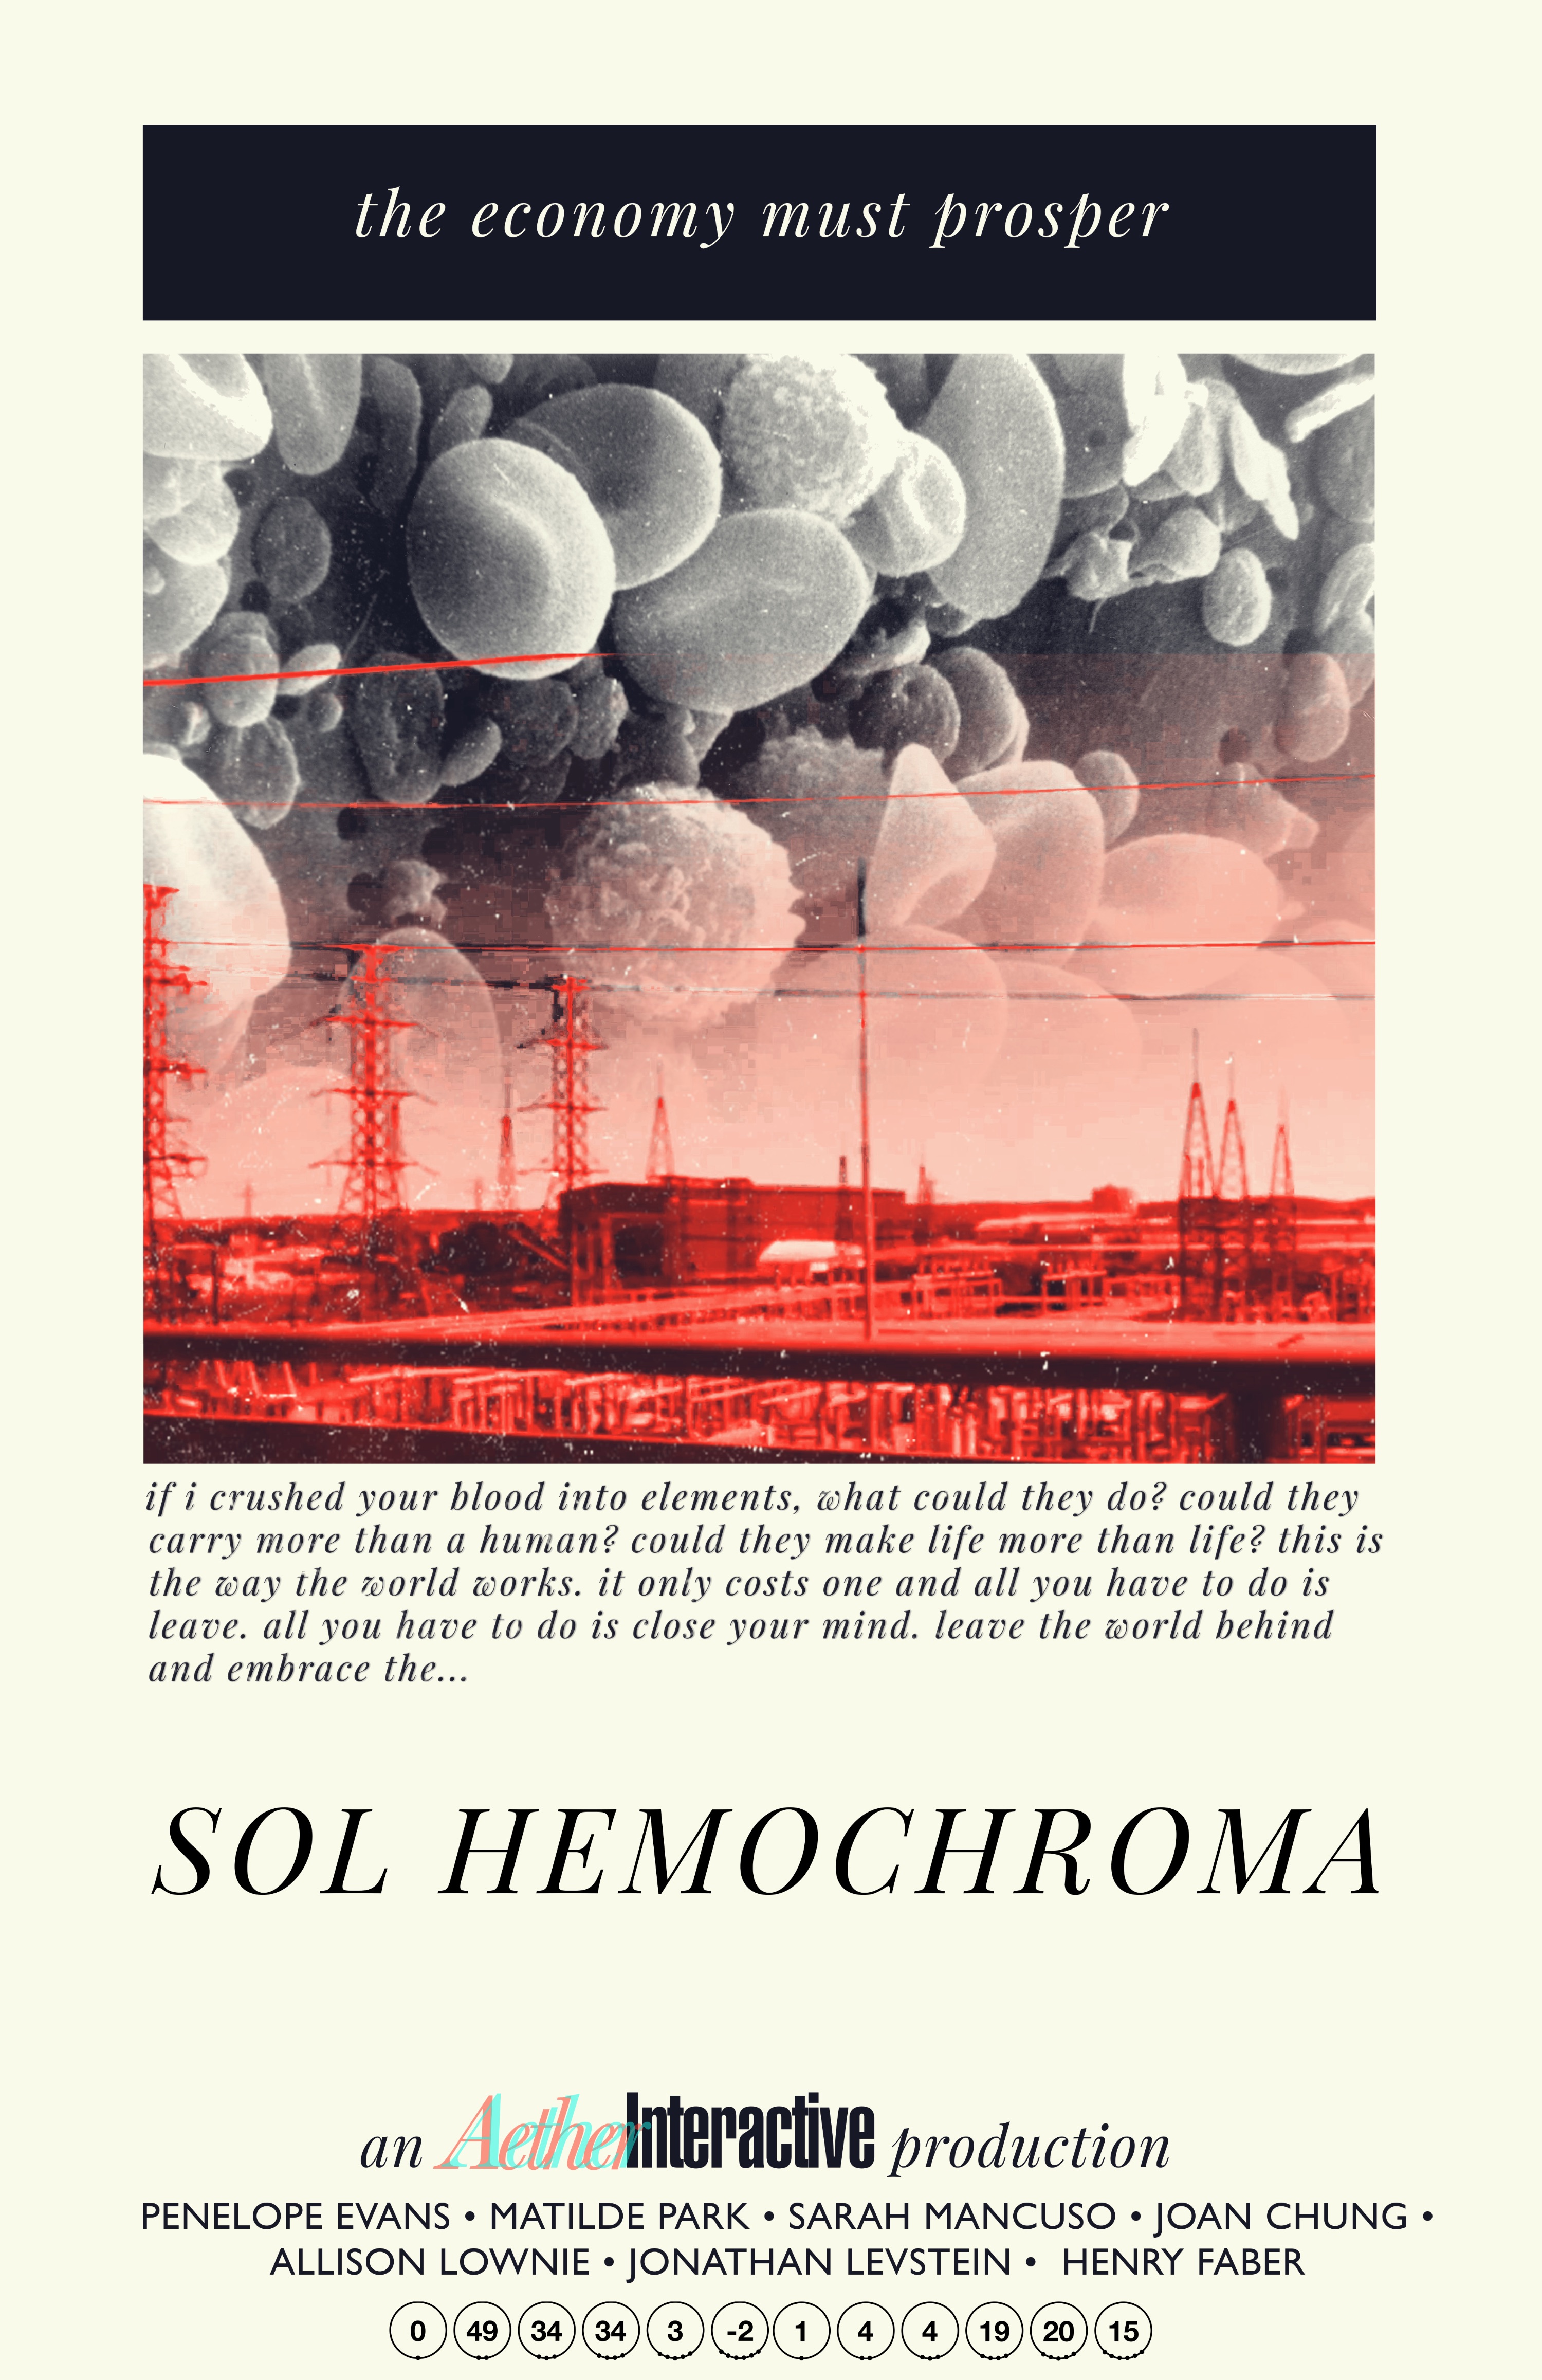 the economy must prosper
if i crushed your blood into elements, what could they do? could they
carry more than a human? could they make life more than life? this is
the way the world works. it only costs one and all you have to do is
leave. all you have to do is close your mind. leave the world behind
and embrace the...
SOL HEMOCHROMA
an AetherInteractive production
PENELOPE EVANS • MATILDE PARK • SARAH MANCUSO • JOAN CHUNG •
ALLISON LOWNIE • JONATHAN LEVSTEIN • HENRY FABER
0 49 34 34 3 -2 1 4 4 19 20 15